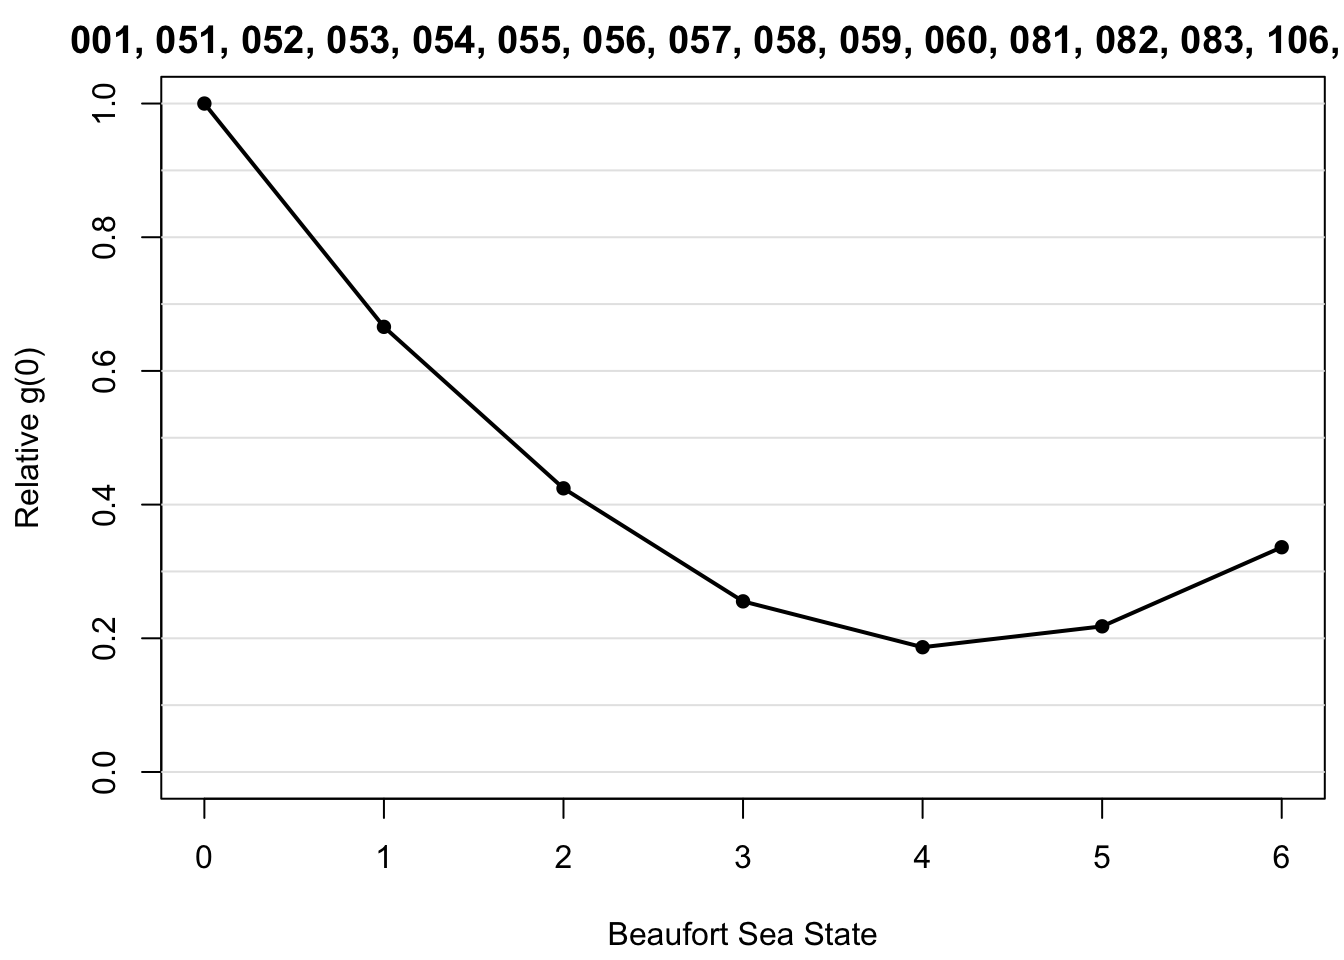 001, 051, 052, 053, 054, 055, 056, 057, 058, 059, 060, 081, 082, 083, 106,
1.0
0.8
0.6
0.4
0.2
0.0
Relative g(0)
0 1 2 3 4 5 6
Beaufort Sea State